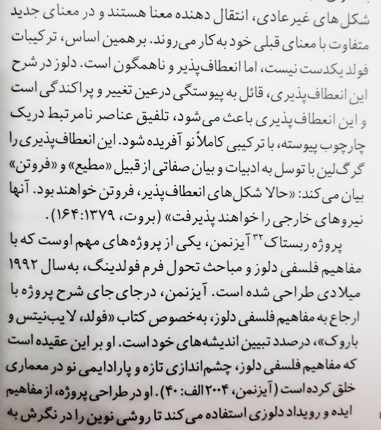 شکل‌های غیرعادی، انتقال دهنده معنا هستند و در معنای جدید
متفاوت با معنای قبلی خود به کار می‌روند. بر همین اساس، ترکیبات
فولد یکدست نیست، اما انعطاف‌پذیر و ناهمگون است. دلوز در شرح
این انعطاف‌پذیری، قائل به پیوستگی در عین تغییر و پراکندگی است
و این انعطاف‌پذیری باعث می‌شود، تلفیق عناصر نامرتبط در یک
چارچوب پیوسته، با ترکیبی کاملاً نو آفریده شود. این انعطاف‌پذیری را
گرگ لین با توسل به ادبیات و بیان صفاتی از قبیل «مطیع» و «فروتن»
بیان می‌کند: «حالا شکل‌های انعطاف‌پذیر، فروتن خواهند بود. آنها
نیروهای خارجی را خواهند پذیرفت» (بروت، ۱۳۷۹: ۱۶۴).
پروژه ربستاک۳۲ آیزنمن، یکی از پروژه‌های مهم اوست که با
مفاهیم فلسفی دلوز و مباحث تحول فرم فولدینگ، به سال ۱۹۹۲
میلادی طراحی شده است. آیزنمن، در جای جای شرح پروژه با
ارجاع به مفاهیم فلسفی دلوز، به‌خصوص کتاب «فولد، لایب‌نیتس و
باروک»، درصدد تبیین اندیشه‌های خود است. او بر این عقیده است
که مفاهیم فلسفی دلوز، چشم‌اندازی تازه و پارادایمی نو در معماری
خلق کرده است (آیزنمن، ۲۰۰۴ الف: ۴۰). او در طراحی پروژه، از مفاهیم
ایده و رویداد دلوزی استفاده می‌کند تا روشی نوین را در نگرش به